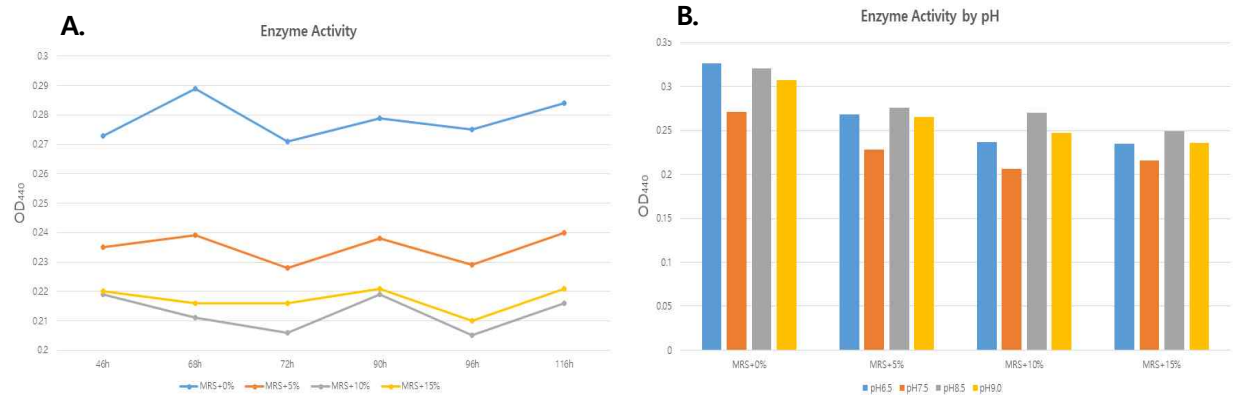 A.
Enzyme Activity
0.3
0.29
0.28
0.27
0.26
0.25
0.24
0.23
0.22
0.21
0.2
OD₄₄₀
46h 68h 72h 90h 96h 116h
MRS+0% MRS+5% MRS+10% MRS+15%
B.
Enzyme Activity by pH
0.35
0.3
0.25
0.2
0.15
0.1
0.05
0
OD₄₄₀
MRS+0% MRS+5% MRS+10% MRS+15%
pH6.5 pH7.5 pH8.5 pH9.0